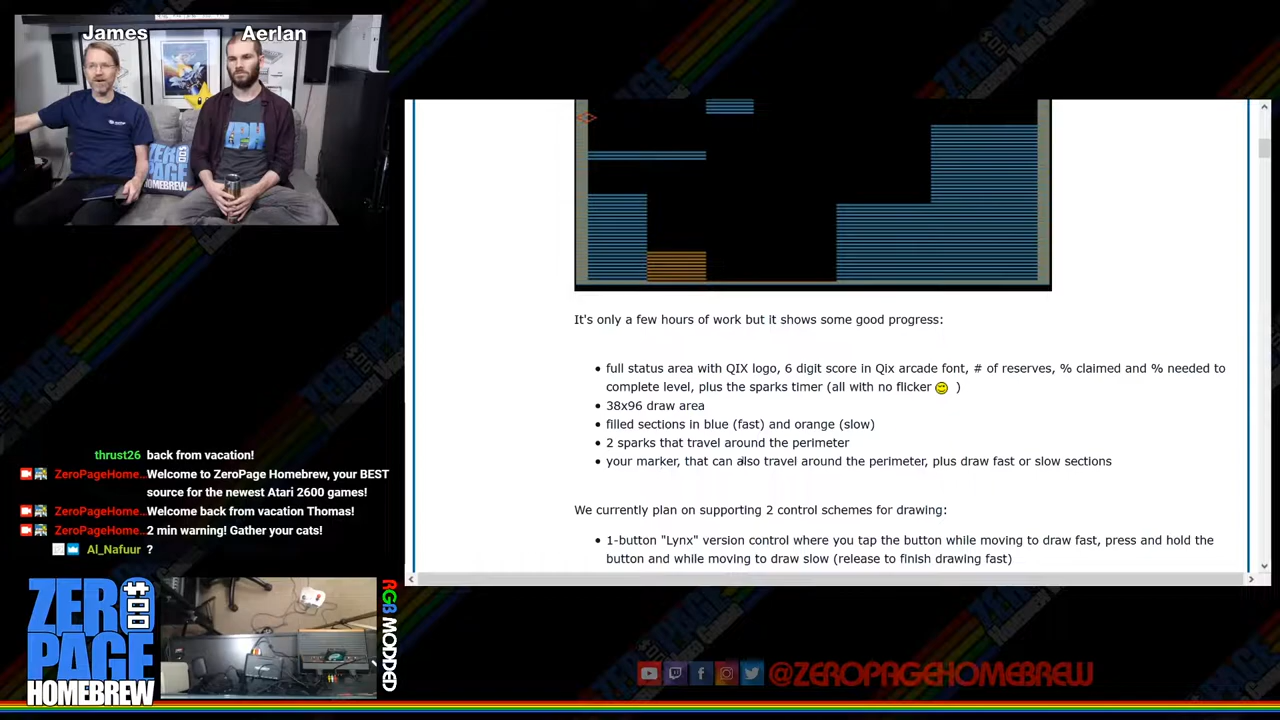 James
Aerlan
ZERO
PAGE
HOMEBREW
ZPH
It's only a few hours of work but it shows some good progress:
full status area with QIX logo, 6 digit score in Qix arcade font, # of reserves, % claimed and % needed to
complete level, plus the sparks timer (all with no flicker )
38x96 draw area
filled sections in blue (fast) and orange (slow)
2 sparks that travel around the perimeter
your marker, that can also travel around the perimeter, plus draw fast or slow sections
We currently plan on supporting 2 control schemes for drawing:
1-button "Lynx" version control where you tap the button while moving to draw fast, press and hold the
button and while moving to draw slow (release to finish drawing fast)
thrust26 back from vacation!
ZeroPageHome.. Welcome to ZeroPage Homebrew, your BEST
source for the newest Atari 2600 games!
ZeroPageHome.. Welcome back from vacation Thomas!
ZeroPageHome.. 2 min warning! Gather your cats!
Al_Nafuur ?
ZERO
PAGE
HOMEBREW
$00
RGB MODDED
@ZEROPAGEHOMEBREW